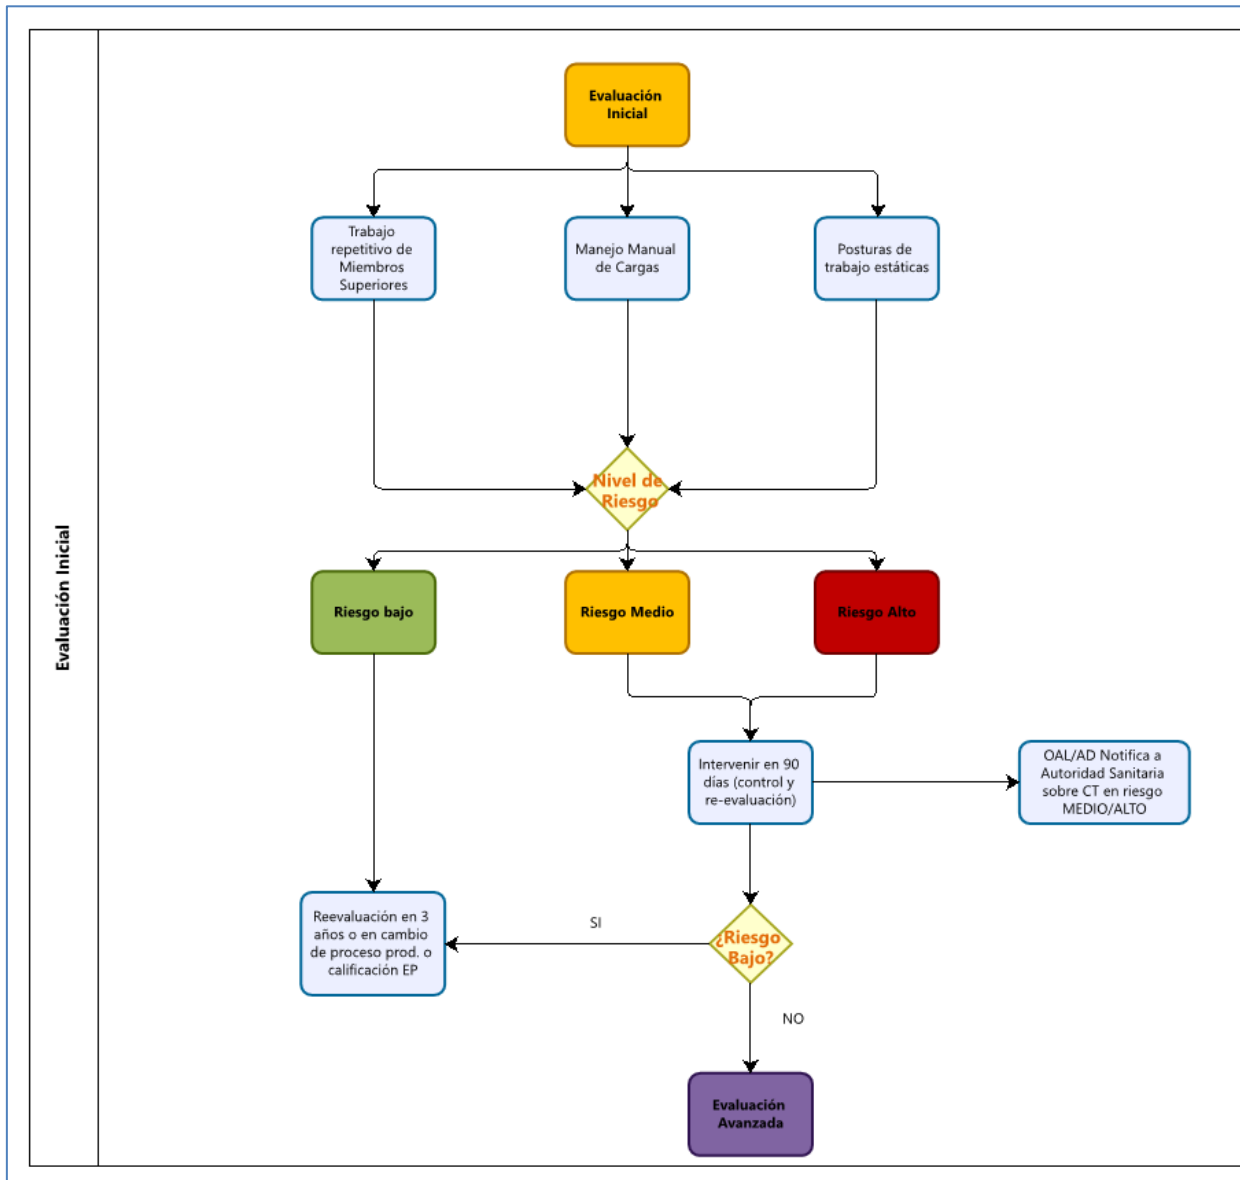 Evaluación Inicial
Evaluación
Inicial
Trabajo
repetitivo de
Miembros
Superiores
Manejo Manual
de Cargas
Posturas de
trabajo estáticas
Nivel de
Riesgo
Riesgo bajo
Riesgo Medio
Riesgo Alto
Intervenir en 90
días (control y
re-evaluación)
OAL/AD Notifica a
Autoridad Sanitaria
sobre CT en riesgo
MEDIO/ALTO
Reevaluación en 3
años o en cambio
de proceso prod. o
calificación EP
SI
¿Riesgo
Bajo?
NO
Evaluación
Avanzada